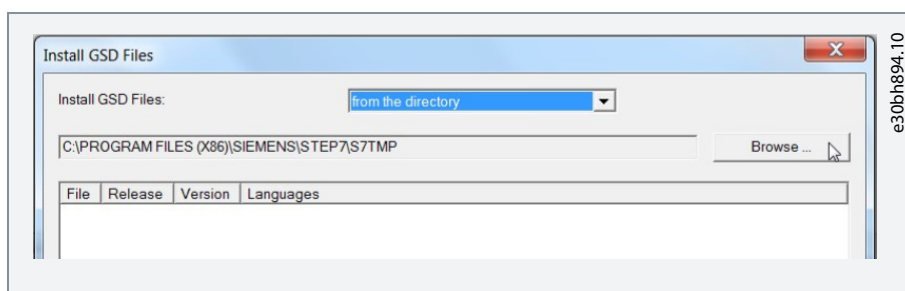 Install GSD Files
Install GSD Files:
from the directory
C:\PROGRAM FILES (X86)\SIEMENS\STEP7\S7TMP
Browse ...
File Release Version Languages
e30bh894.10